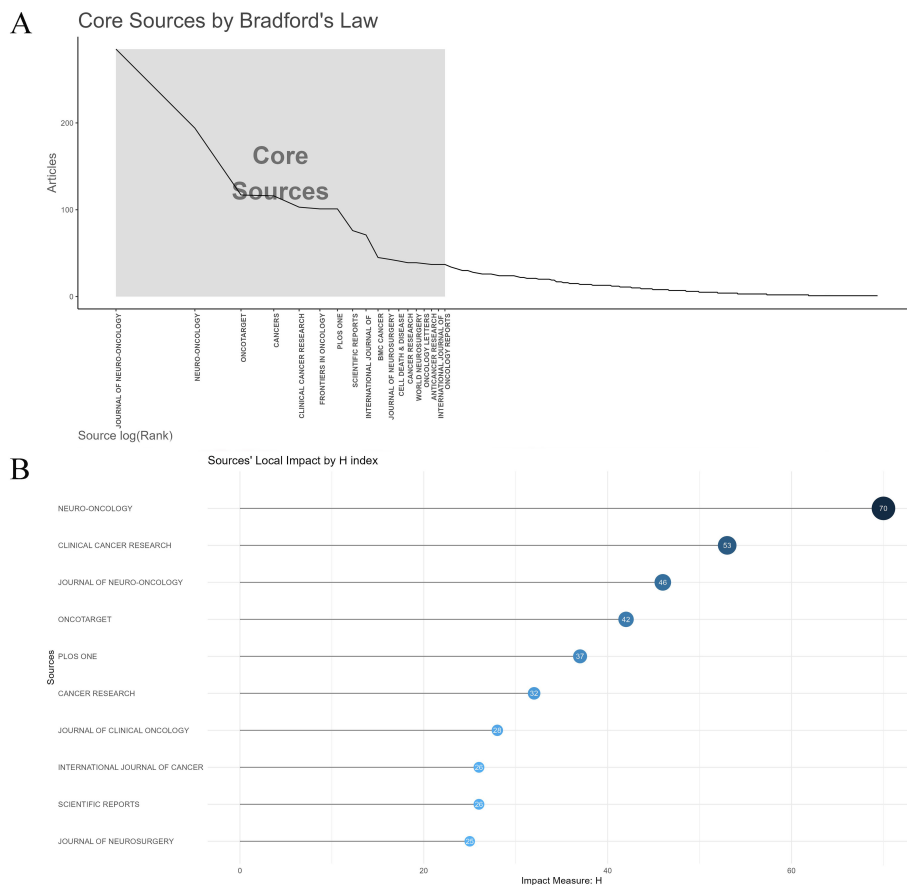 A
Core Sources by Bradford's Law
Articles
200
100
0
Core
Sources
JOURNAL OF NEURO-ONCOLOGY
NEURO-ONCOLOGY
ONCOTARGET
CANCERS
CLINICAL CANCER RESEARCH
FRONTIERS IN ONCOLOGY
PLOS ONE
SCIENTIFIC REPORTS
INTERNATIONAL JOURNAL OF
BMC CANCER
JOURNAL OF NEUROSURGERY
CELL DEATH & DISEASE
CANCER RESEARCH
WORLD NEUROSURGERY
ONCOLOGY LETTERS
ANTICANCER RESEARCH
INTERNATIONAL JOURNAL OF
ONCOLOGY REPORTS
Source log(Rank)
B
Sources' Local Impact by H index
Sources
NEURO-ONCOLOGY
70
CLINICAL CANCER RESEARCH
53
JOURNAL OF NEURO-ONCOLOGY
46
ONCOTARGET
42
PLOS ONE
37
CANCER RESEARCH
32
JOURNAL OF CLINICAL ONCOLOGY
28
INTERNATIONAL JOURNAL OF CANCER
26
SCIENTIFIC REPORTS
26
JOURNAL OF NEUROSURGERY
25
0
20
40
60
Impact Measure: H